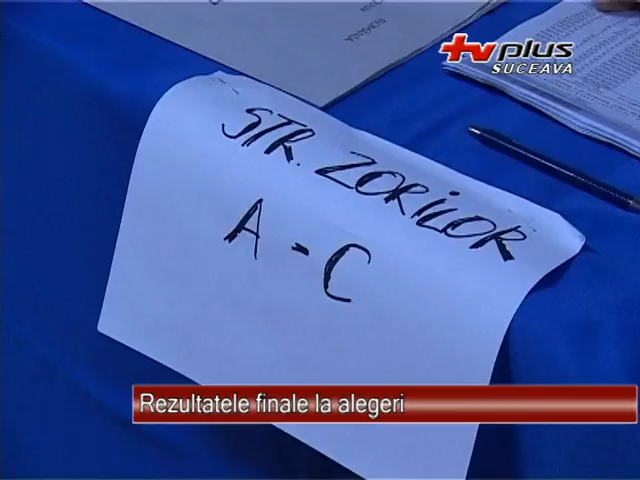 tv plus
SUCEAVA
STR. ZORILOR
A - C
Rezultatele finale la alegeri